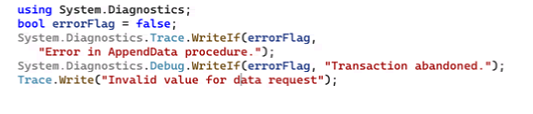 using System.Diagnostics;
bool errorFlag = false;
System.Diagnostics.Trace.WriteIf(errorFlag,
   "Error in AppendData procedure.");
System.Diagnostics.Debug.WriteIf(errorFlag, "Transaction abandoned.");
Trace.Write("Invalid value for data request");